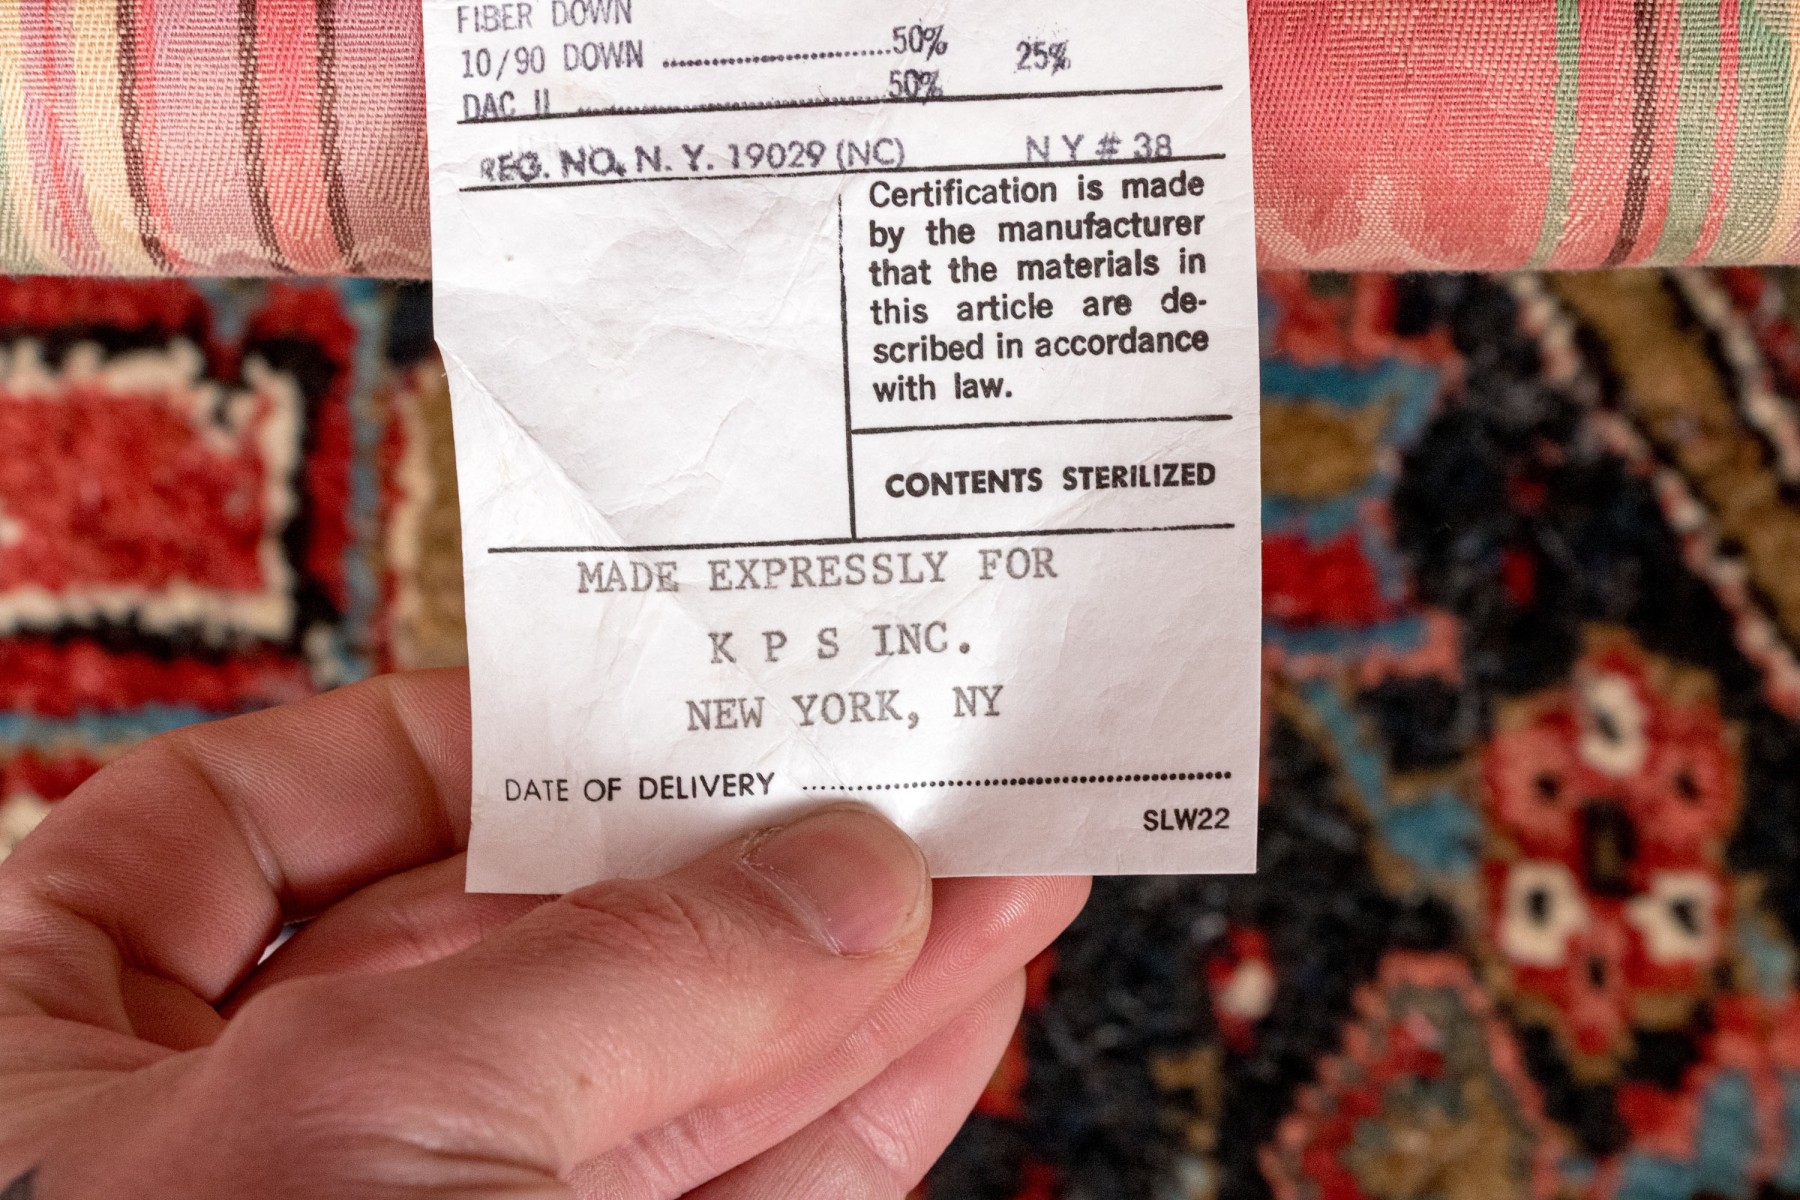 FIBER DOWN
10/90 DOWN ........................50% 25%
DAC II ........................50%
REG. NO. N. Y. 19029 (NC) N Y # 38
Certification is made
by the manufacturer
that the materials in
this article are de-
scribed in accordance
with law.
CONTENTS STERILIZED
MADE EXPRESSLY FOR
K P S INC.
NEW YORK, NY
DATE OF DELIVERY ........................
SLW22